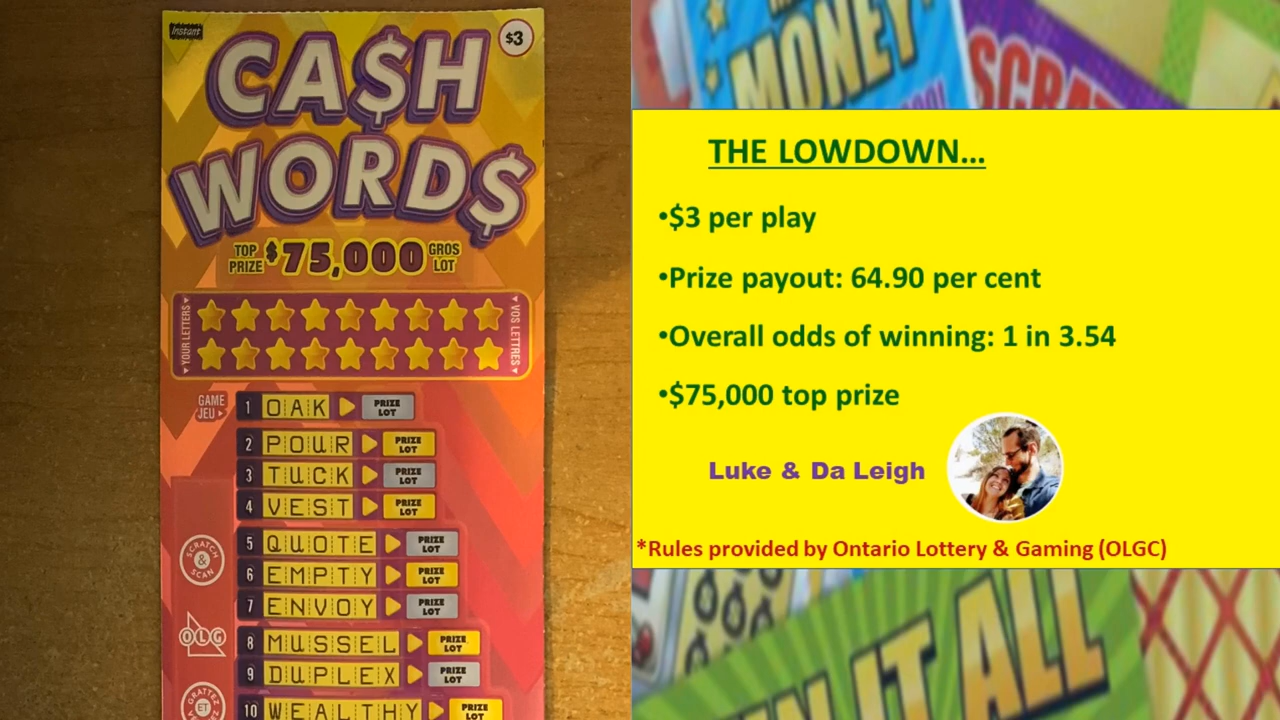 Instant
$3
CA$H
WORD$
TOP PRIZE $75,000 GROS LOT
YOUR LETTERS
VOS LETTRES
GAME
JEU
1 OAK PRIZE LOT
2 POUR PRIZE LOT
3 TUCK PRIZE LOT
4 VEST PRIZE LOT
5 QUOTE PRIZE LOT
6 EMPTY PRIZE LOT
7 ENVOY PRIZE LOT
8 MUSSEL PRIZE LOT
9 DUPLEX PRIZE LOT
10 WEALTHY PRIZE LOT
SCRATCH & SCAN
OLG
GRATTEZ ET
MONEY
THE LOWDOWN...
•$3 per play
•Prize payout: 64.90 per cent
•Overall odds of winning: 1 in 3.54
•$75,000 top prize
Luke & Da Leigh
*Rules provided by Ontario Lottery & Gaming (OLGC)
IT ALL